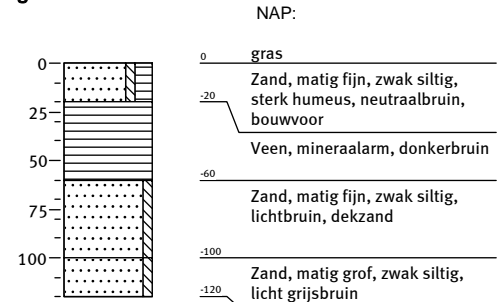 NAP:
0
25
50
75
100
0
gras
Zand, matig fijn, zwak siltig,
-20
sterk humeus, neutraalbruin,
bouwvoor
Veen, mineraalarm, donkerbruin
-60
Zand, matig fijn, zwak siltig,
lichtbruin, dekzand
-100
Zand, matig grof, zwak siltig,
-120
licht grijsbruin